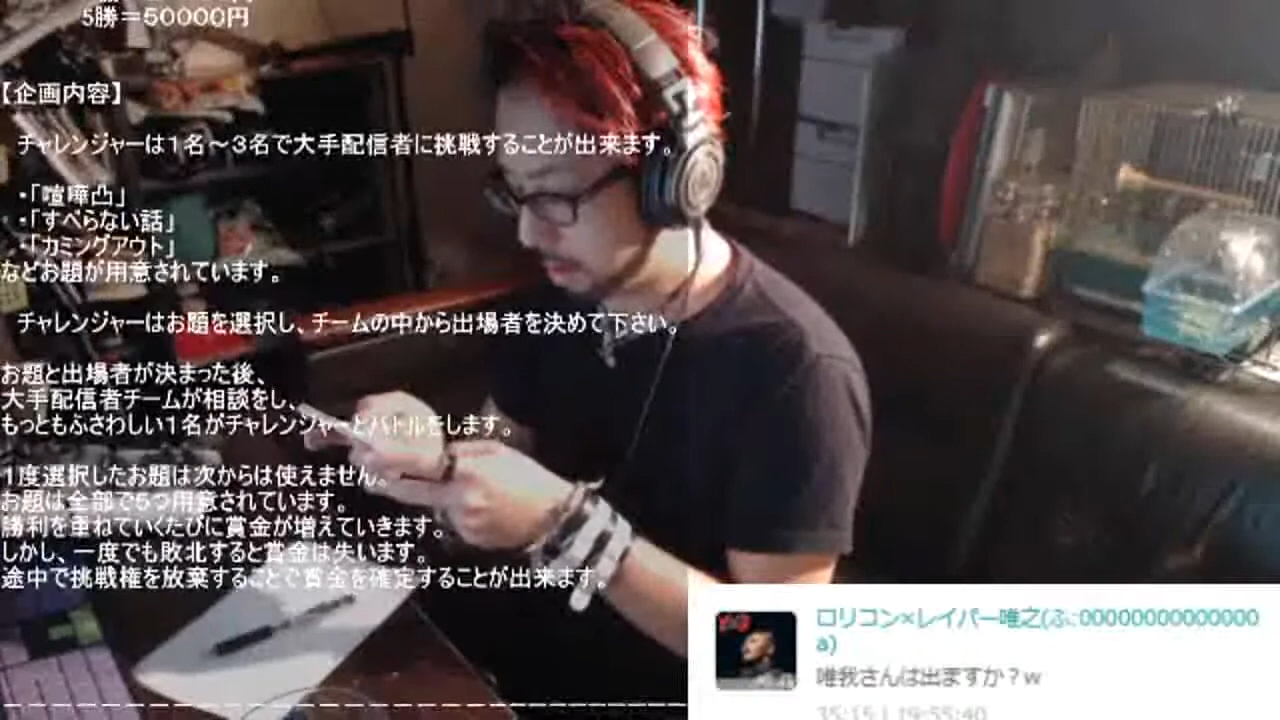 5勝＝50000円
【企画内容】
チャレンジャーは１名～３名で大手配信者に挑戦することが出来ます。
・「喧嘩凸」
・「すべらない話」
・「カミングアウト」
などお題が用意されています。
チャレンジャーはお題を選択し、チームの中から出場者を決めて下さい。
お題と出場者が決まった後、
大手配信者チームが相談をし、
もっともふさわしい１名がチャレンジャーとバトルをします。
１度選択したお題は次からは使えません。
お題は全部で５つ用意されています。
勝利を重ねていくたびに賞金が増えていきます。
しかし、一度でも敗北すると賞金は失います。
途中で挑戦権を放棄することで賞金を確定することが出来ます。
ロリコン×レイパー唯之(ふ:00000000000000
a)
唯我さんは出ますか？w
35:15 | 19:55:40